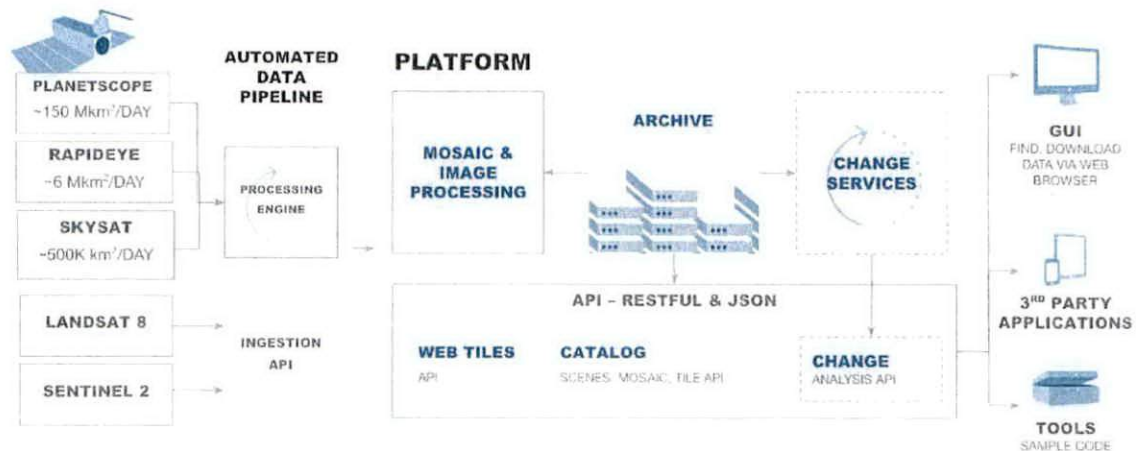 PLANETSCOPE
~150 Mkm²/DAY
RAPIDEYE
~6 Mkm²/DAY
SKYSAT
~500K km²/DAY
LANDSAT 8
SENTINEL 2
AUTOMATED
DATA
PIPELINE
PROCESSING
ENGINE
INGESTION
API
PLATFORM
MOSAIC &
IMAGE
PROCESSING
ARCHIVE
CHANGE
SERVICES
API – RESTFUL & JSON
WEB TILES
API
CATALOG
SCENES, MOSAIC, TILE API
CHANGE
ANALYSIS API
GUI
FIND, DOWNLOAD
DATA VIA WEB
BROWSER
3RD PARTY
APPLICATIONS
TOOLS
SAMPLE CODE